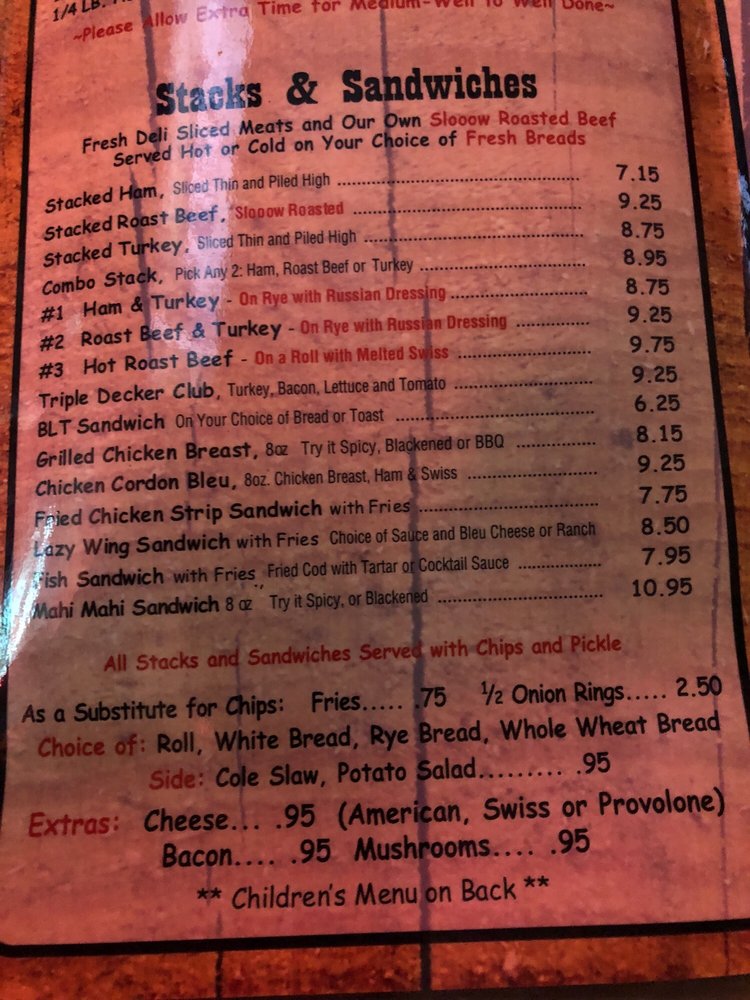 1/4 LB.
~Please Allow Extra Time for Medium-Well to Well Done~
Stacks & Sandwiches
Fresh Deli Sliced Meats and Our Own Slooow Roasted Beef
Served Hot or Cold on Your Choice of Fresh Breads
Stacked Ham, Sliced Thin and Piled High ........ 7.15
Stacked Roast Beef, Slooow Roasted ........ 9.25
Stacked Turkey, Sliced Thin and Piled High ........ 8.75
Combo Stack, Pick Any 2: Ham, Roast Beef or Turkey ........ 8.95
#1 Ham & Turkey - On Rye with Russian Dressing ........ 8.75
#2 Roast Beef & Turkey - On Rye with Russian Dressing ........ 9.25
#3 Hot Roast Beef - On a Roll with Melted Swiss ........ 9.75
Triple Decker Club, Turkey, Bacon, Lettuce and Tomato ........ 9.25
BLT Sandwich On Your Choice of Bread or Toast ........ 6.25
Grilled Chicken Breast, 8oz Try it Spicy, Blackened or BBQ ........ 8.15
Chicken Cordon Bleu, 8oz. Chicken Breast, Ham & Swiss ........ 9.25
Fried Chicken Strip Sandwich with Fries ........ 7.75
Lazy Wing Sandwich with Fries Choice of Sauce and Bleu Cheese or Ranch 8.50
Fish Sandwich with Fries Fried Cod with Tartar or Cocktail Sauce ........ 7.95
Mahi Mahi Sandwich 8 oz Try it Spicy, or Blackened ........ 10.95
All Stacks and Sandwiches Served with Chips and Pickle
As a Substitute for Chips: Fries..... .75 ½ Onion Rings..... 2.50
Choice of: Roll, White Bread, Rye Bread, Whole Wheat Bread
Side: Cole Slaw, Potato Salad......... .95
Extras: Cheese... .95 (American, Swiss or Provolone)
Bacon.... .95 Mushrooms.... .95
** Children's Menu on Back **